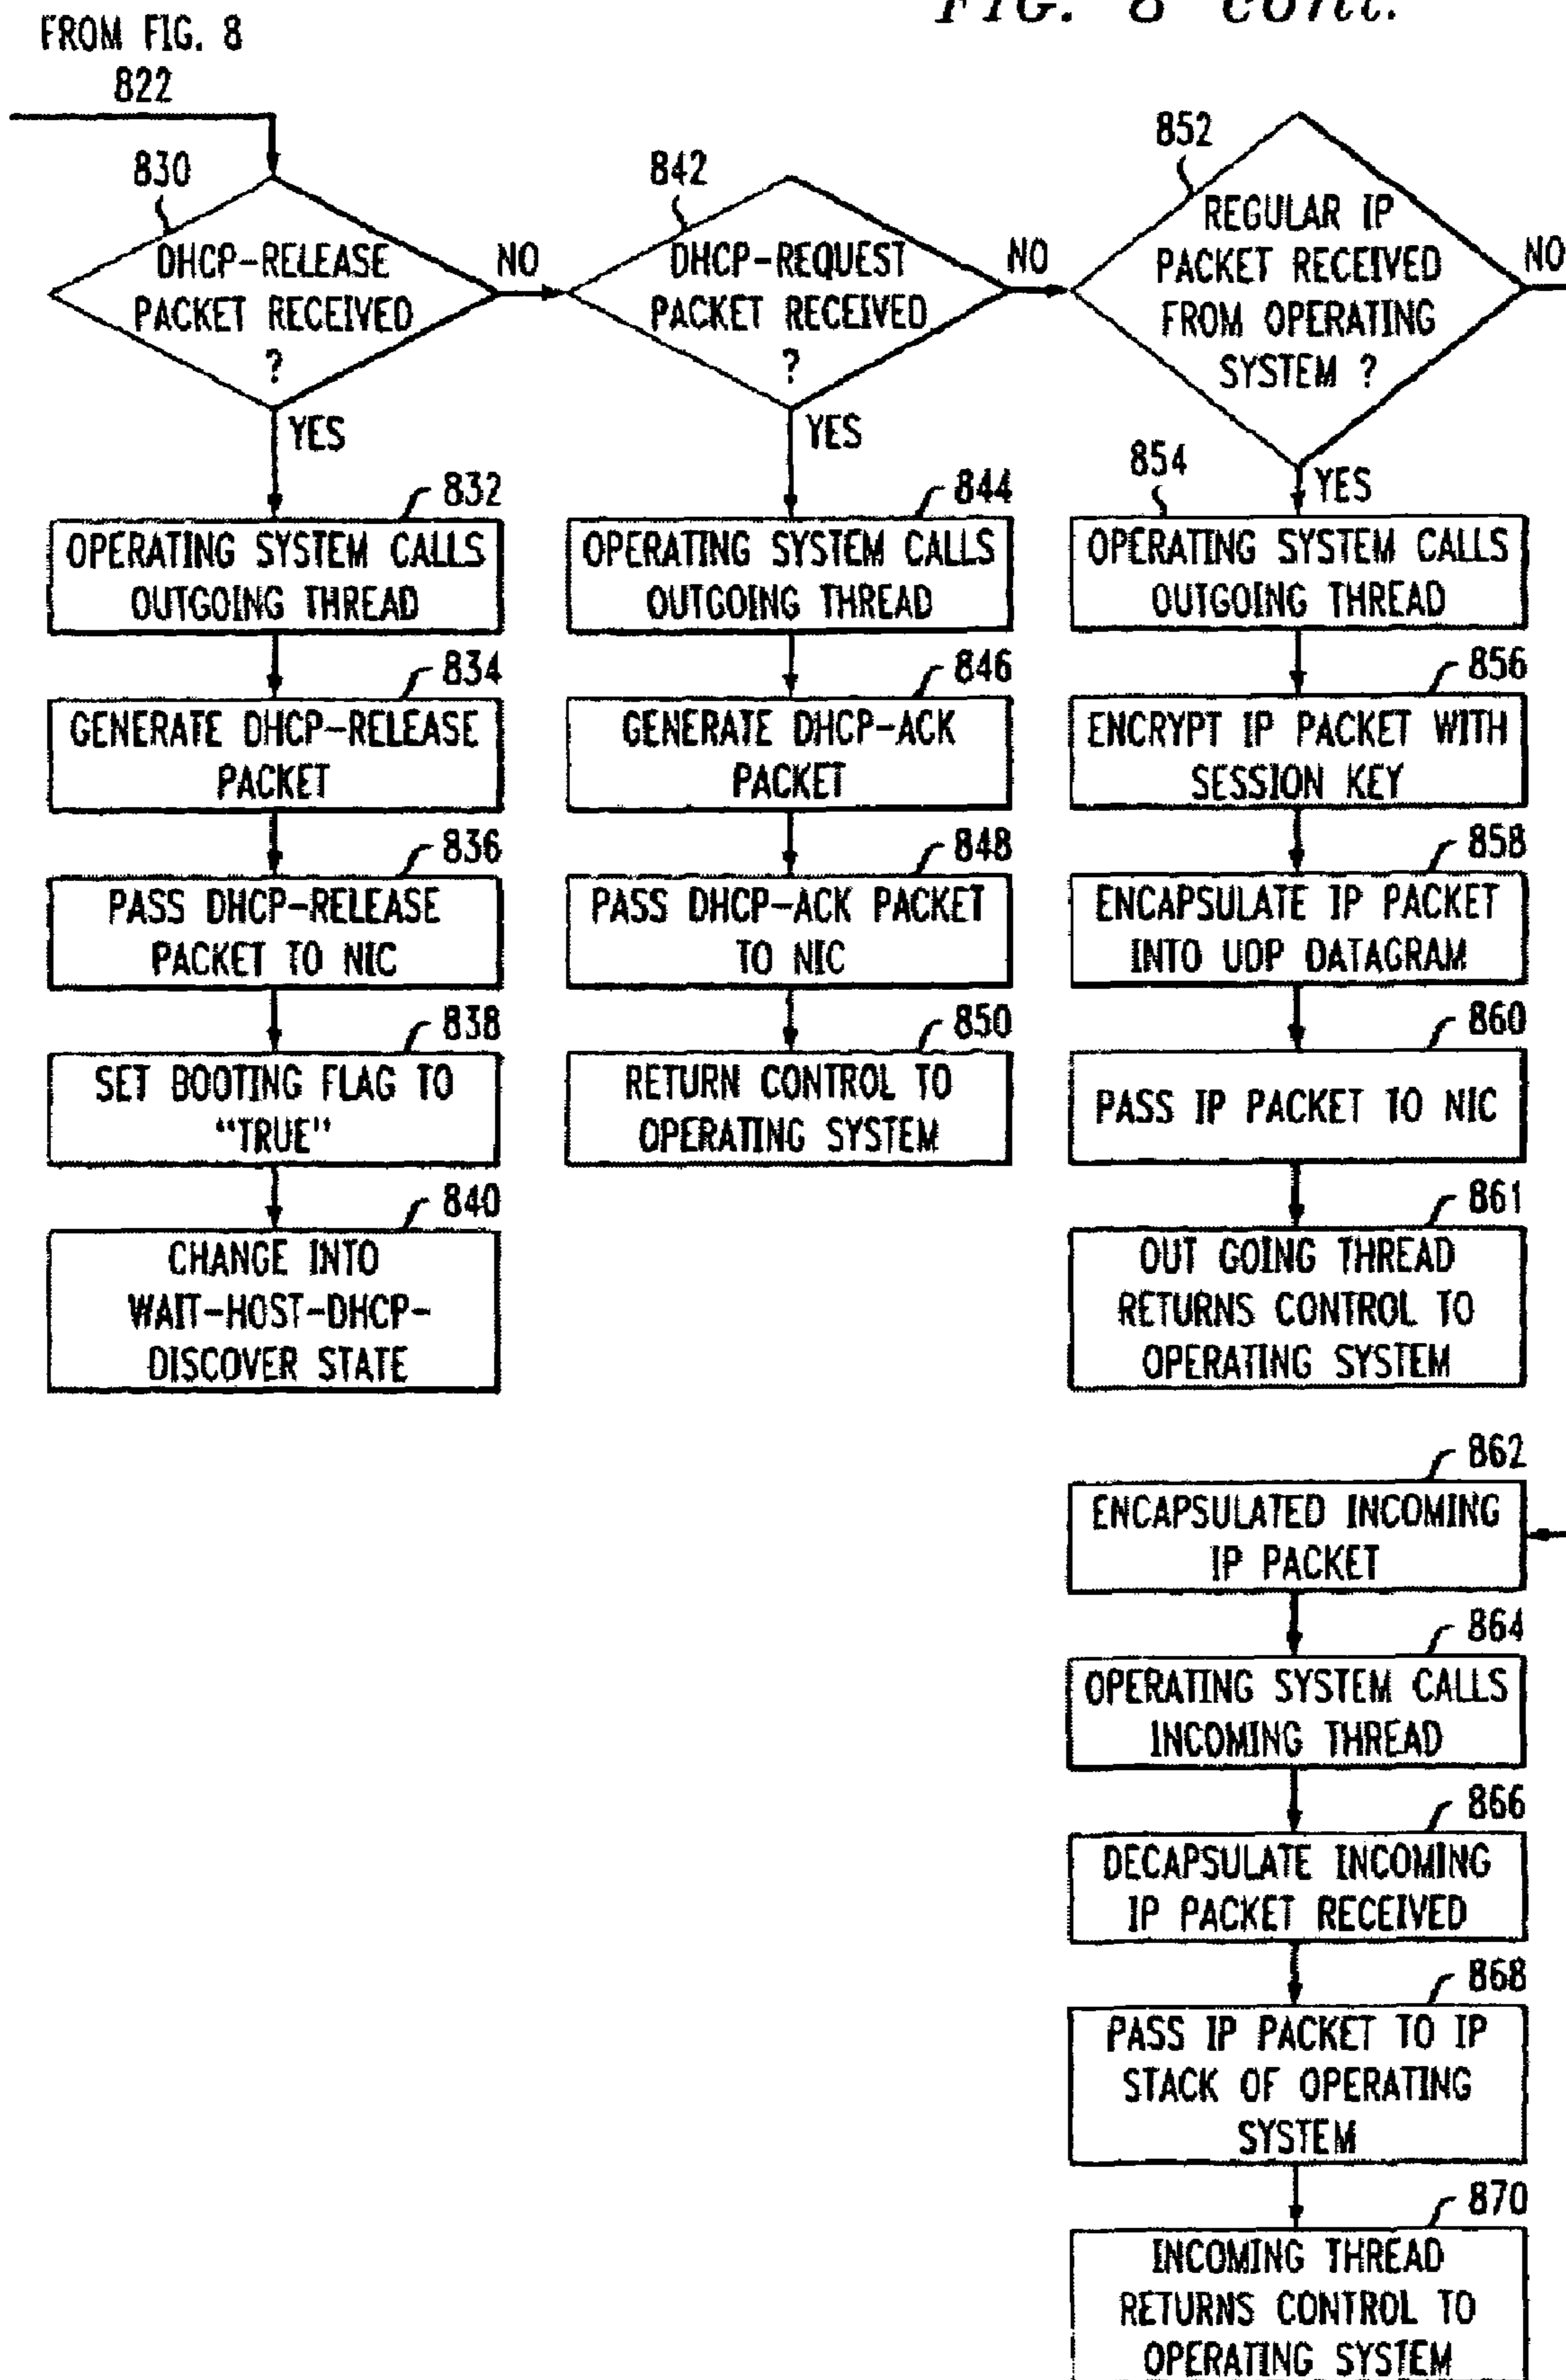 FIG. 8 cont.
FROM FIG. 8
822
830
DHCP-RELEASE
PACKET RECEIVED
?
NO
YES
832
OPERATING SYSTEM CALLS
OUTGOING THREAD
834
GENERATE DHCP-RELEASE
PACKET
836
PASS DHCP-RELEASE
PACKET TO NIC
838
SET BOOTING FLAG TO
"TRUE"
840
CHANGE INTO
WAIT-HOST-DHCP-
DISCOVER STATE
842
DHCP-REQUEST
PACKET RECEIVED
?
NO
YES
844
OPERATING SYSTEM CALLS
OUTGOING THREAD
846
GENERATE DHCP-ACK
PACKET
848
PASS DHCP-ACK PACKET
TO NIC
850
RETURN CONTROL TO
OPERATING SYSTEM
852
REGULAR IP
PACKET RECEIVED
FROM OPERATING
SYSTEM ?
NO
YES
854
OPERATING SYSTEM CALLS
OUTGOING THREAD
856
ENCRYPT IP PACKET WITH
SESSION KEY
858
ENCAPSULATE IP PACKET
INTO UDP DATAGRAM
860
PASS IP PACKET TO NIC
861
OUT GOING THREAD
RETURNS CONTROL TO
OPERATING SYSTEM
862
ENCAPSULATED INCOMING
IP PACKET
864
OPERATING SYSTEM CALLS
INCOMING THREAD
866
DECAPSULATE INCOMING
IP PACKET RECEIVED
868
PASS IP PACKET TO IP
STACK OF OPERATING
SYSTEM
870
INCOMING THREAD
RETURNS CONTROL TO
OPERATING SYSTEM